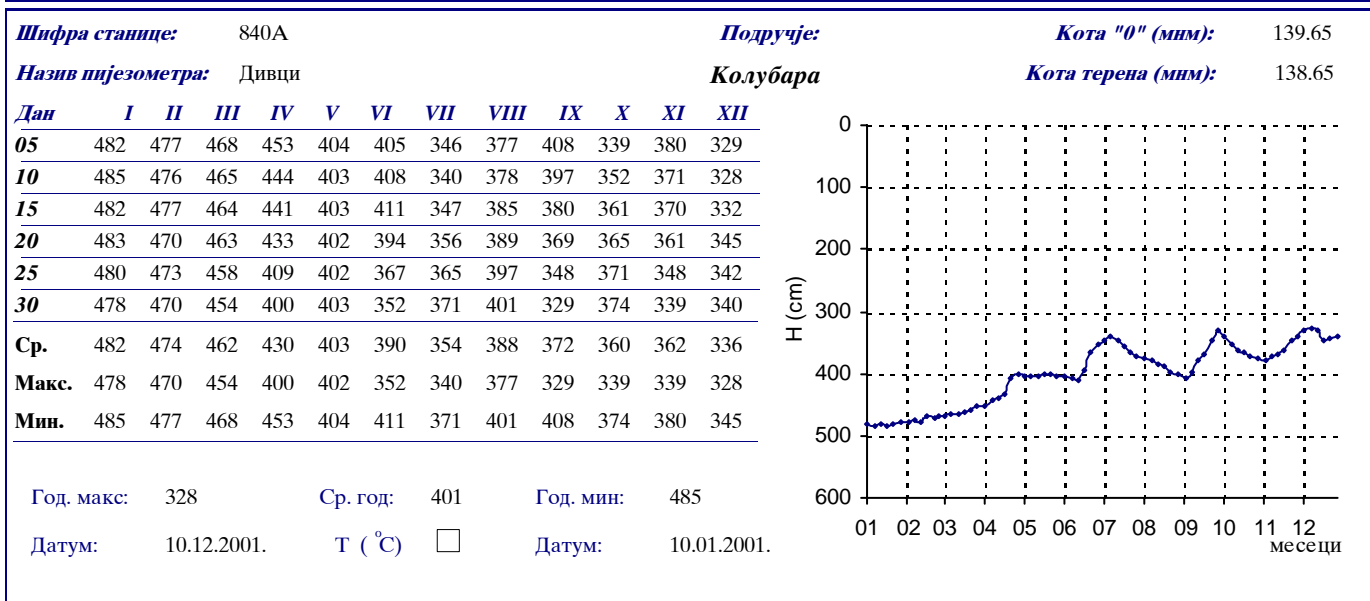 Шифра станице: 840А Подручје: Кота "0" (мнм): 139.65
Назив пијезометра: Дивци Колубара Кота терена (мнм): 138.65
Дан I II III IV V VI VII VIII IX X XI XII
05 482 477 468 453 404 405 346 377 408 339 380 329
10 485 476 465 444 403 408 340 378 397 352 371 328
15 482 477 464 441 403 411 347 385 380 361 370 332
20 483 470 463 433 402 394 356 389 369 365 361 345
25 480 473 458 409 402 367 365 397 348 371 348 342
30 478 470 454 400 403 352 371 401 329 374 339 340
Ср. 482 474 462 430 403 390 354 388 372 360 362 336
Макс. 478 470 454 400 402 352 340 377 329 339 339 328
Мин. 485 477 468 453 404 411 371 401 408 374 380 345
Год. макс: 328 Ср. год: 401 Год. мин: 485
Датум: 10.12.2001. Т ( °С) Датум: 10.01.2001.
0
100
200
300
400
500
600
H (cm)
01 02 03 04 05 06 07 08 09 10 11 12
месеци